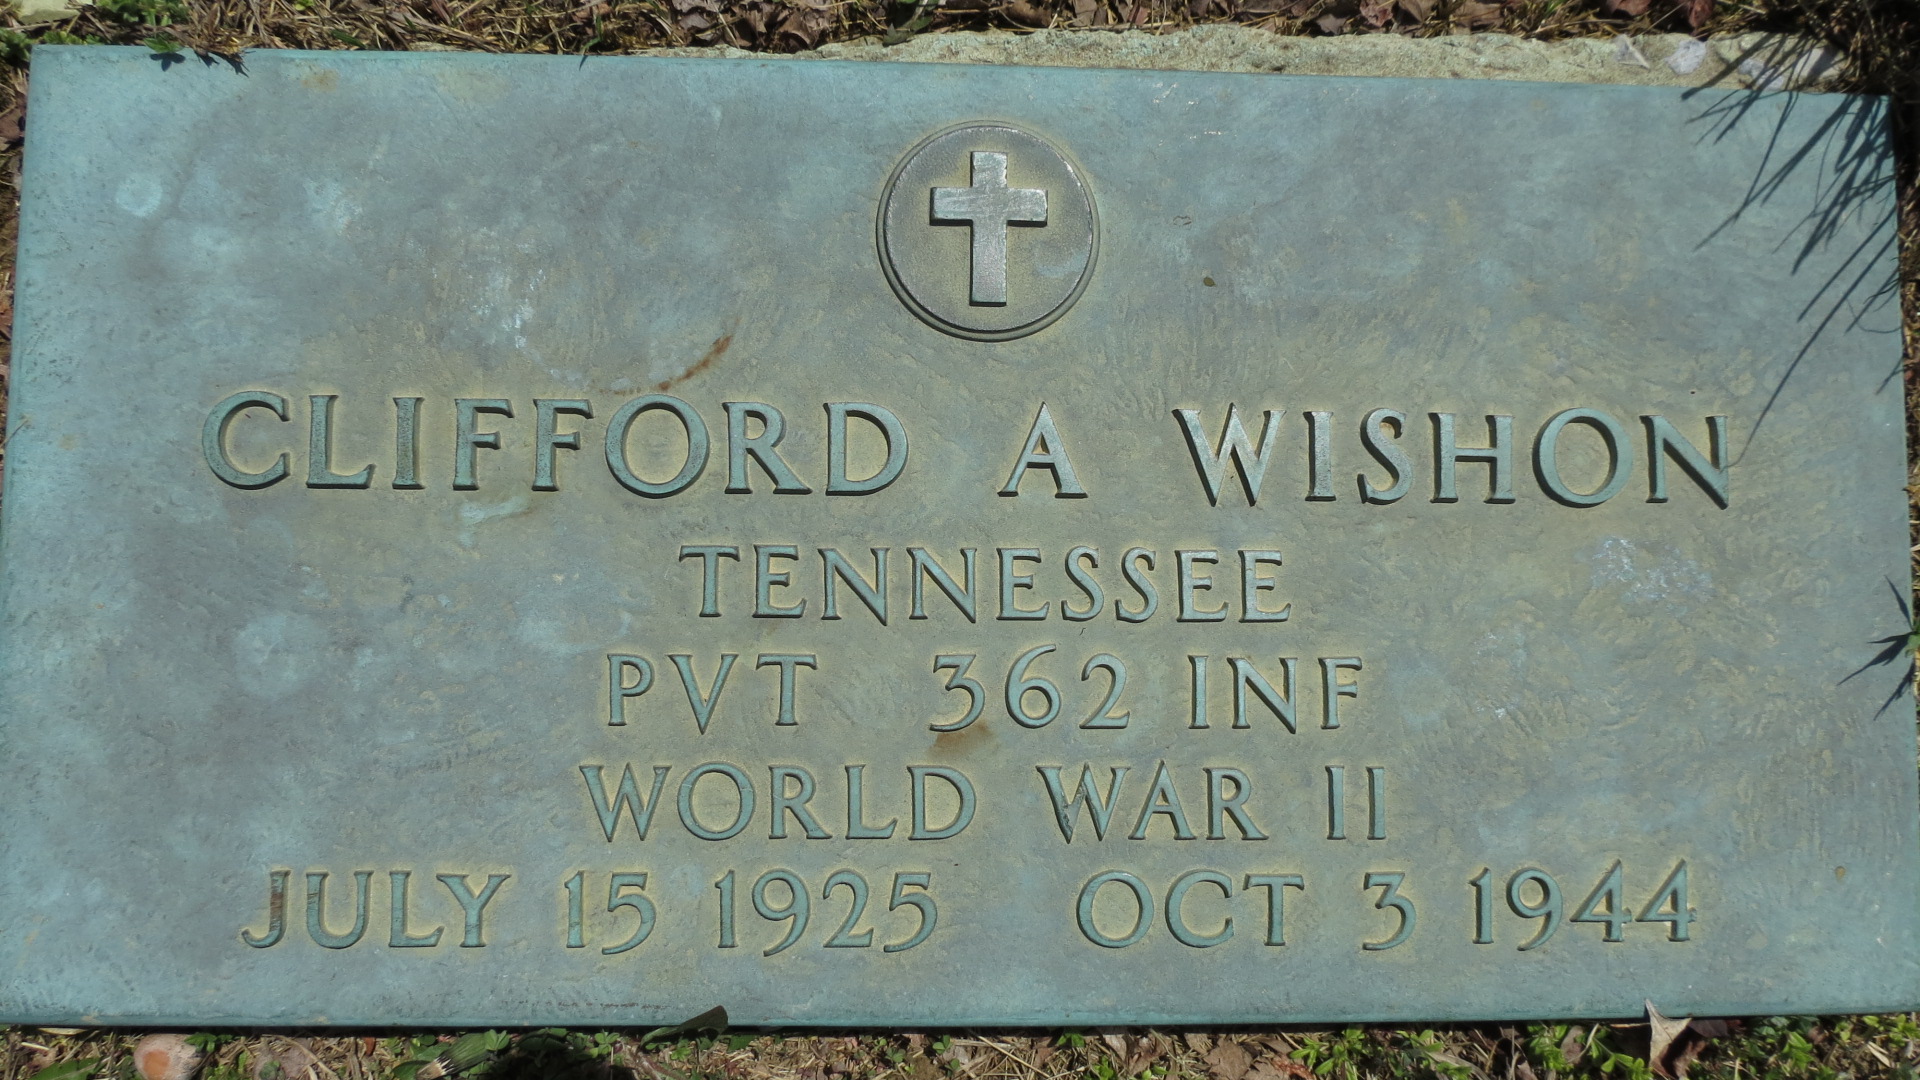 CLIFFORD A WISHON
TENNESSEE
PVT 362 INF
WORLD WAR II
JULY 15 1925 OCT 3 1944